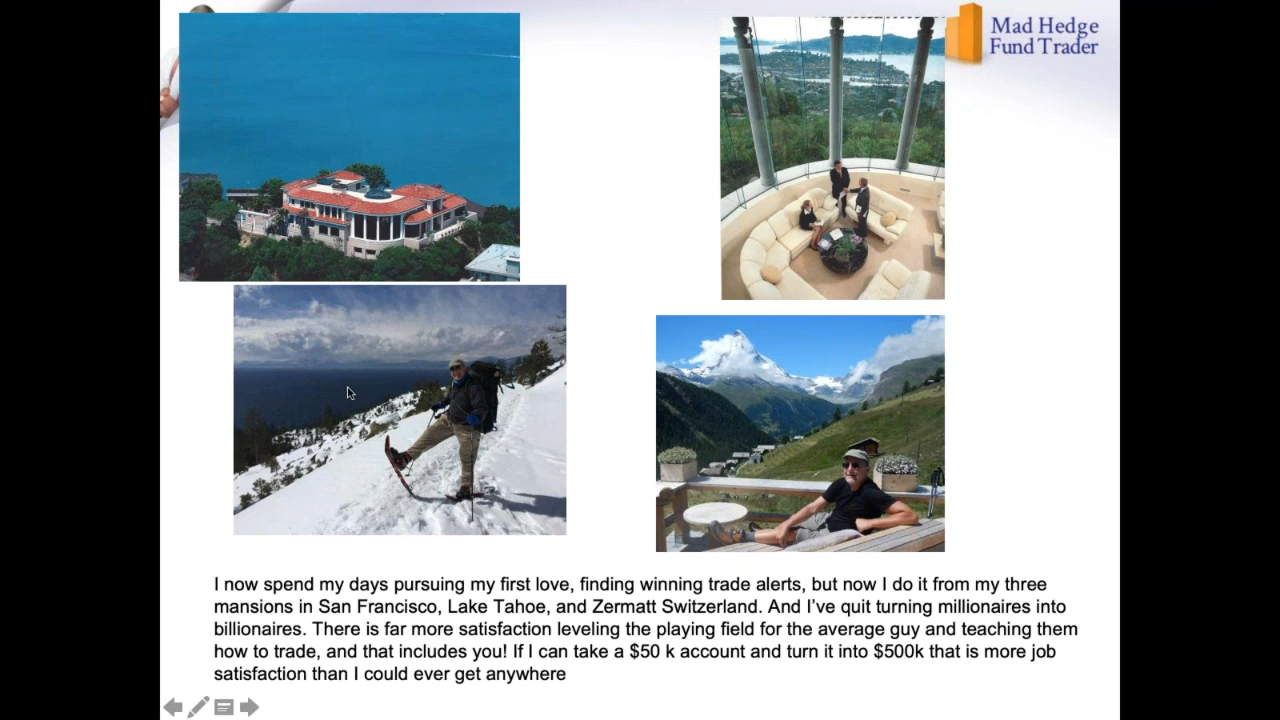 Mad Hedge
Fund Trader
I now spend my days pursuing my first love, finding winning trade alerts, but now I do it from my three
mansions in San Francisco, Lake Tahoe, and Zermatt Switzerland. And I’ve quit turning millionaires into
billionaires. There is far more satisfaction leveling the playing field for the average guy and teaching them
how to trade, and that includes you! If I can take a $50 k account and turn it into $500k that is more job
satisfaction than I could ever get anywhere